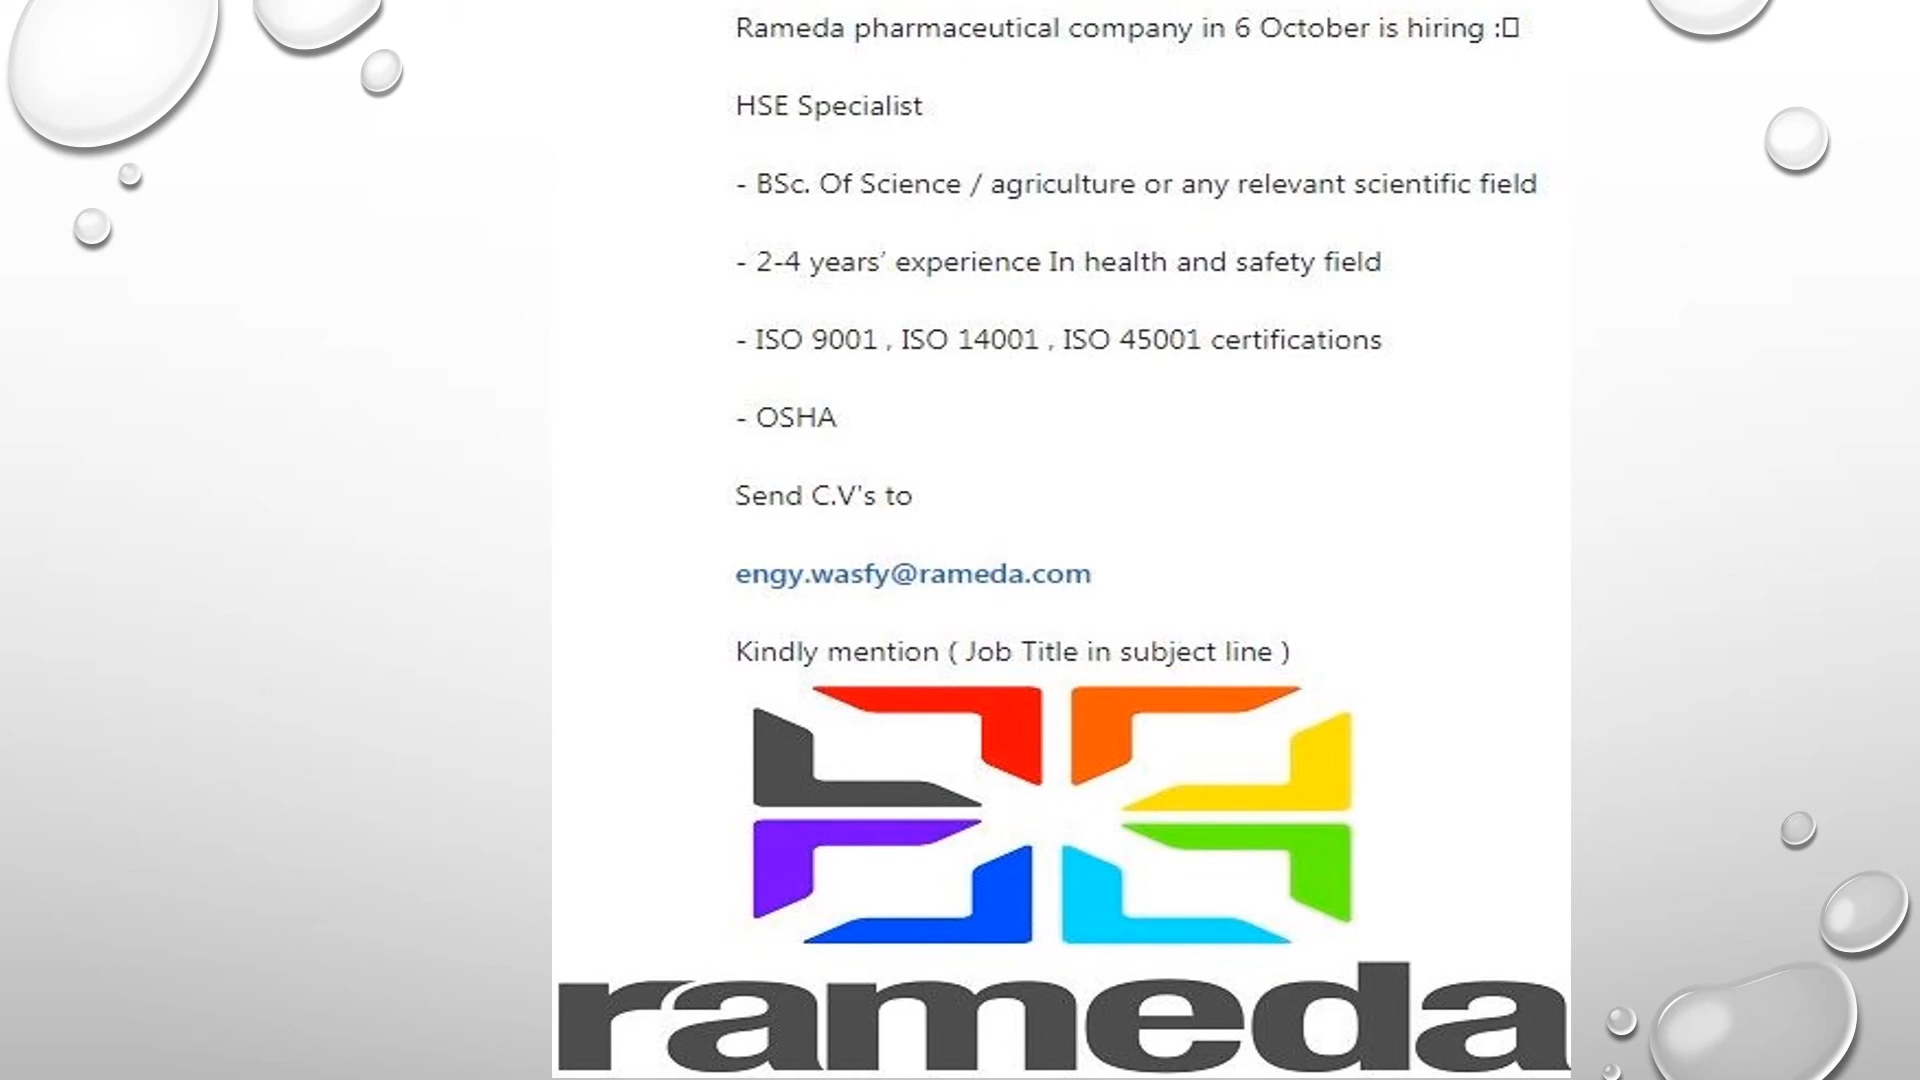 Rameda pharmaceutical company in 6 October is hiring :
HSE Specialist
- BSc. Of Science / agriculture or any relevant scientific field
- 2-4 years’ experience In health and safety field
- ISO 9001 , ISO 14001 , ISO 45001 certifications
- OSHA
Send C.V's to
engy.wasfy@rameda.com
Kindly mention ( Job Title in subject line )
rameda